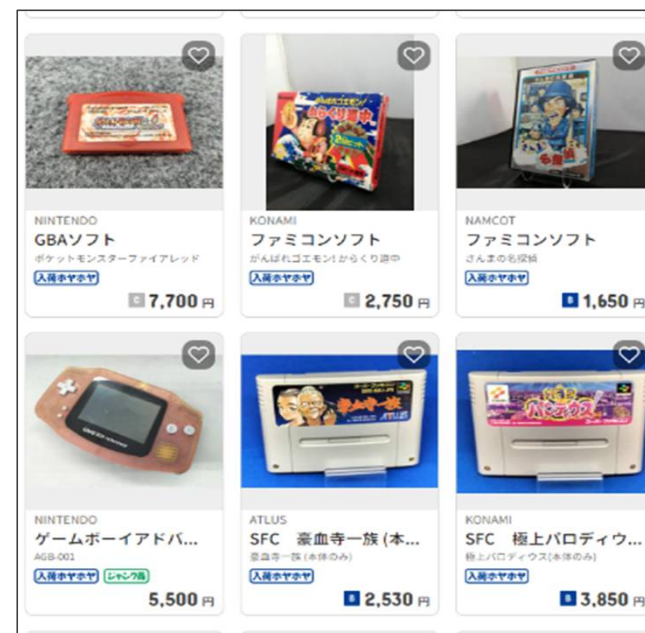 NINTENDO
GBAソフト
ポケットモンスターファイアレッド
入荷ホヤホヤ
C 7,700 円
KONAMI
ファミコンソフト
がんばれゴエモン! からくり道中
入荷ホヤホヤ
C 2,750 円
NAMCOT
ファミコンソフト
さんまの名探偵
入荷ホヤホヤ
B 1,650 円
NINTENDO
ゲームボーイアドバ...
AGB-001
入荷ホヤホヤ ジャンク品
5,500 円
ATLUS
ATLUS
SFC 豪血寺一族 (本...
豪血寺一族 (本体のみ)
入荷ホヤホヤ
B 2,530 円
KONAMI
SFC 極上パロディウ...
極上パロディウス(本体のみ)
入荷ホヤホヤ
B 3,850 円